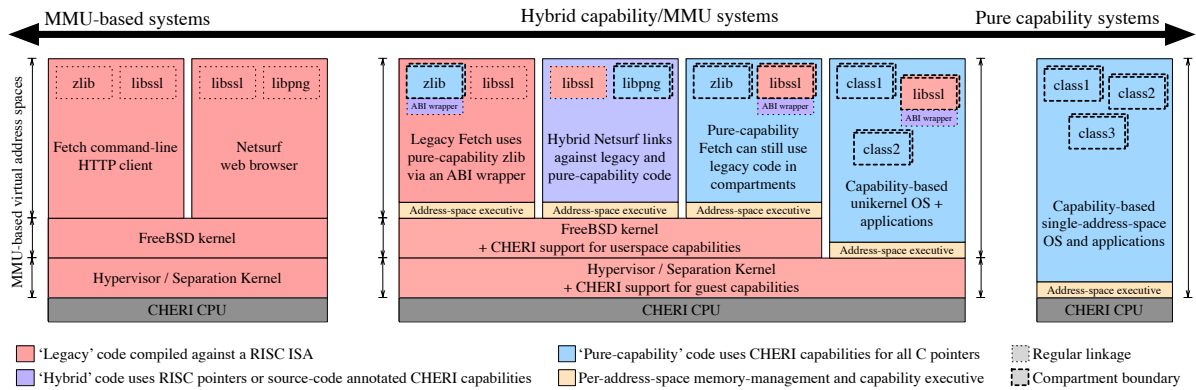 MMU-based systems
Hybrid capability/MMU systems
Pure capability systems
MMU-based virtual address spaces
zlib
libssl
Fetch command-line
HTTP client
libssl
libpng
Netsurf
web browser
FreeBSD kernel
Hypervisor / Separation Kernel
CHERI CPU
zlib
libssl
ABI wrapper
Legacy Fetch uses
pure-capability zlib
via an ABI wrapper
Address-space executive
libssl
libpng
Hybrid Netsurf links
against legacy and
pure-capability code
Address-space executive
zlib
libssl
ABI wrapper
Pure-capability
Fetch can still use
legacy code in
compartments
Address-space executive
class1
libssl
ABI wrapper
class2
Capability-based
unikernel OS +
applications
Address-space executive
FreeBSD kernel
+ CHERI support for userspace capabilities
Hypervisor / Separation Kernel
+ CHERI support for guest capabilities
CHERI CPU
class1
class2
class3
Capability-based
single-address-space
OS and applications
Address-space executive
CHERI CPU
‘Legacy’ code compiled against a RISC ISA
‘Pure-capability’ code uses CHERI capabilities for all C pointers
Regular linkage
‘Hybrid’ code uses RISC pointers or source-code annotated CHERI capabilities
Per-address-space memory-management and capability executive
Compartment boundary